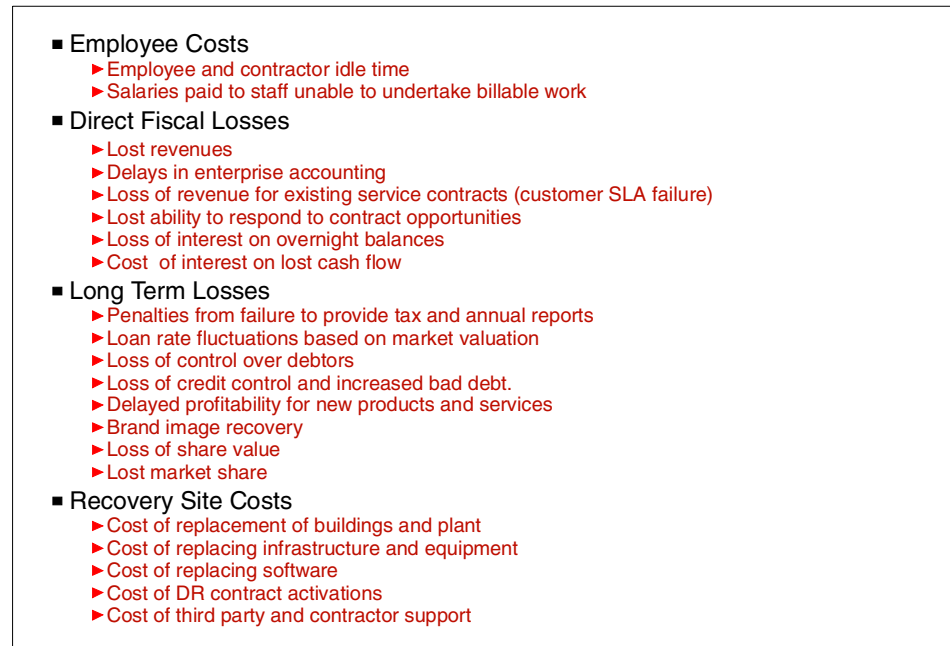 ■ Employee Costs
►Employee and contractor idle time
►Salaries paid to staff unable to undertake billable work
■ Direct Fiscal Losses
►Lost revenues
►Delays in enterprise accounting
►Loss of revenue for existing service contracts (customer SLA failure)
►Lost ability to respond to contract opportunities
►Loss of interest on overnight balances
►Cost  of interest on lost cash flow
■ Long Term Losses
►Penalties from failure to provide tax and annual reports
►Loan rate fluctuations based on market valuation
►Loss of control over debtors
►Loss of credit control and increased bad debt.
►Delayed profitability for new products and services
►Brand image recovery
►Loss of share value
►Lost market share
■ Recovery Site Costs
►Cost of replacement of buildings and plant
►Cost of replacing infrastructure and equipment
►Cost of replacing software
►Cost of DR contract activations
►Cost of third party and contractor support